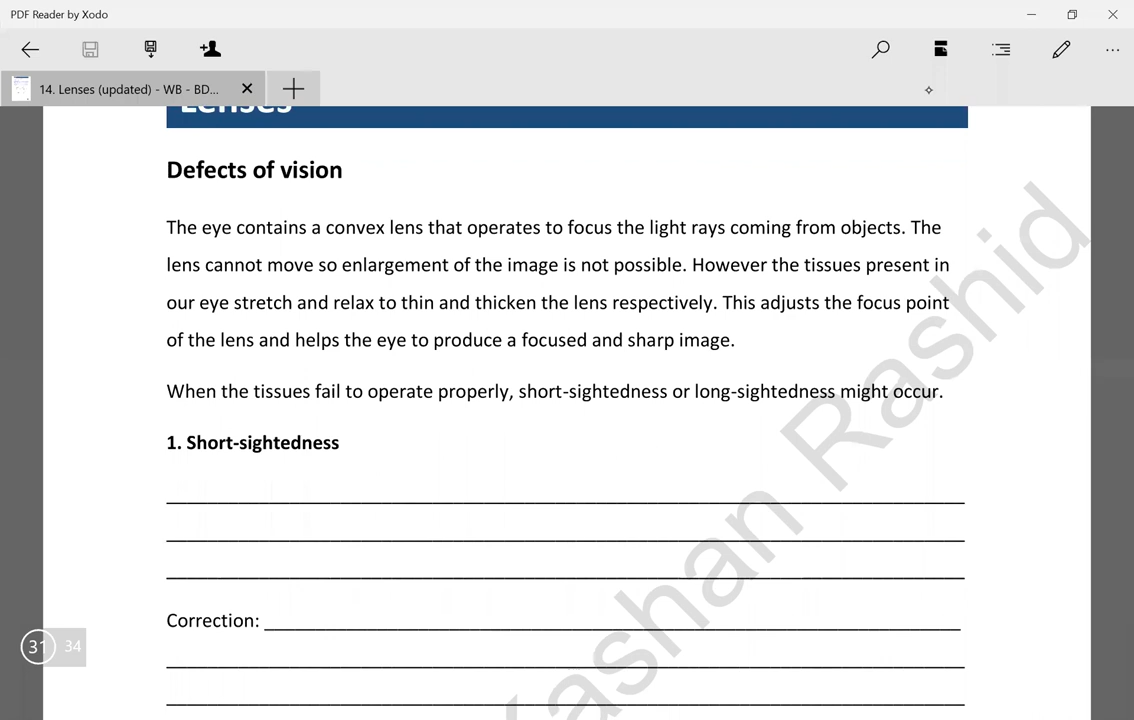 PDF Reader by Xodo
14. Lenses (updated) - WB - BD...
Lenses
Defects of vision
The eye contains a convex lens that operates to focus the light rays coming from objects. The
lens cannot move so enlargement of the image is not possible. However the tissues present in
our eye stretch and relax to thin and thicken the lens respectively. This adjusts the focus point
of the lens and helps the eye to produce a focused and sharp image.
When the tissues fail to operate properly, short-sightedness or long-sightedness might occur.
1. Short-sightedness
Correction:
31 34
Kashan Rashid